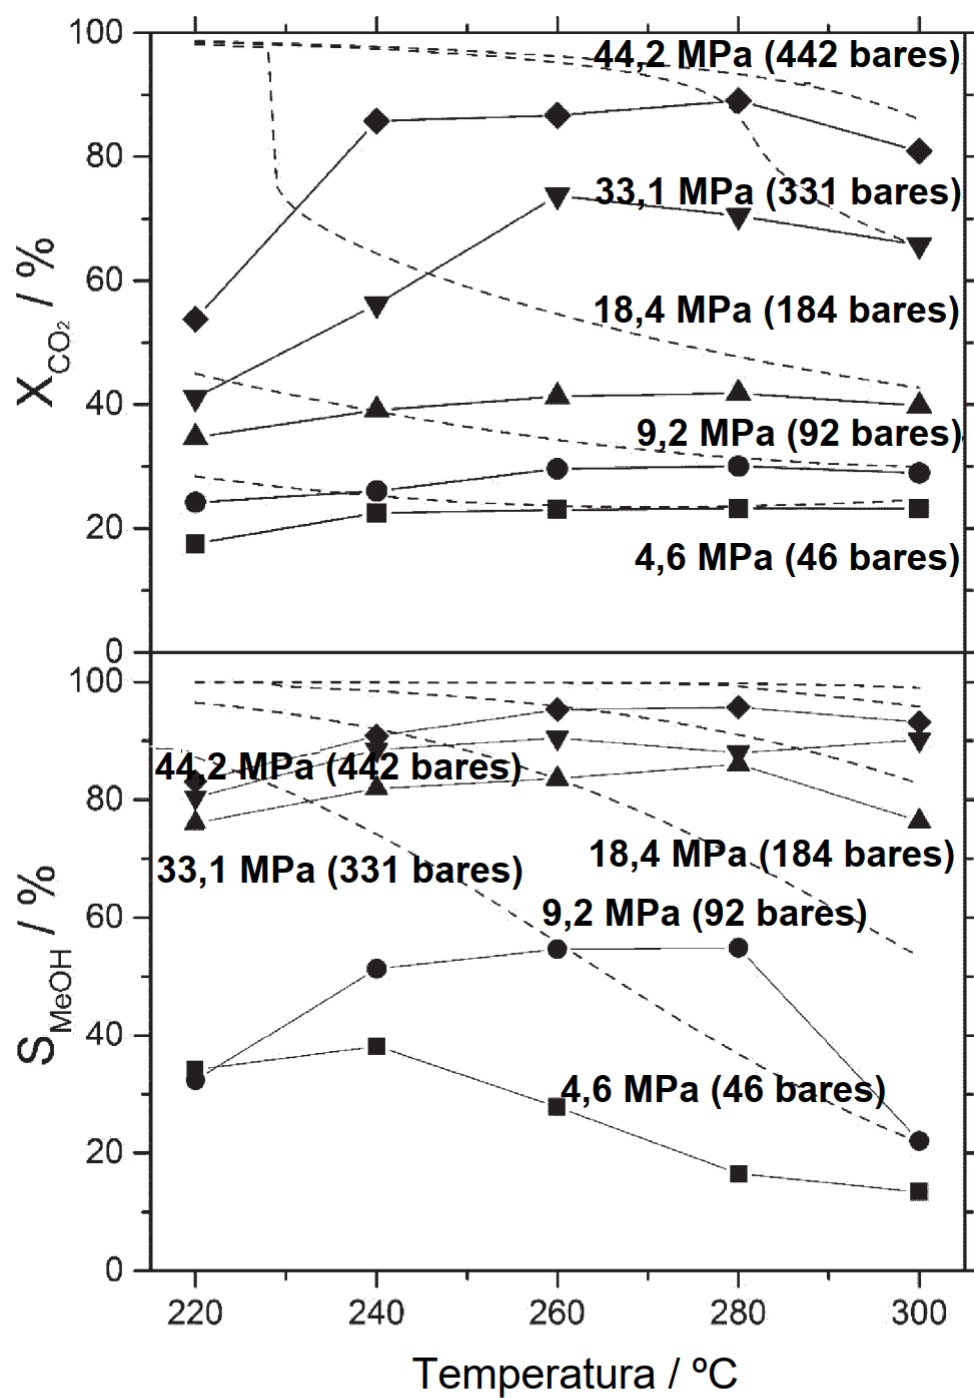 100
44,2 MPa (442 bares)
80
33,1 MPa (331 bares)
X CO₂ / %
60
18,4 MPa (184 bares)
40
9,2 MPa (92 bares)
20
4,6 MPa (46 bares)
0
100
44,2 MPa (442 bares)
80
33,1 MPa (331 bares)
18,4 MPa (184 bares)
S MeOH / %
60
9,2 MPa (92 bares)
40
4,6 MPa (46 bares)
20
0
220 240 260 280 300
Temperatura / ºC